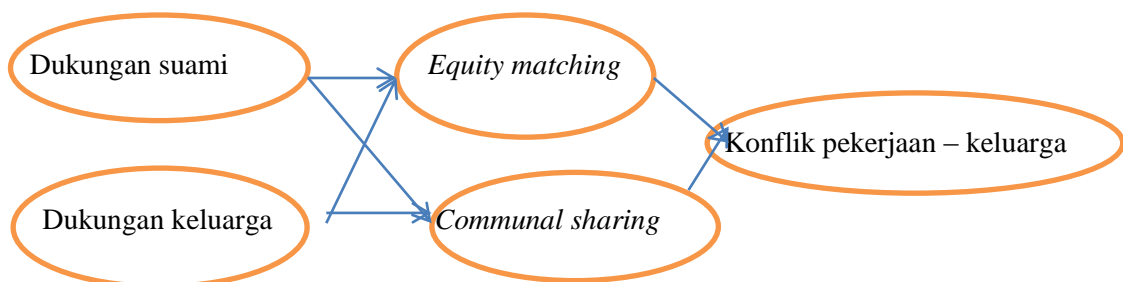 Dukungan suami
Equity matching
Konflik pekerjaan – keluarga
Dukungan keluarga
Communal sharing